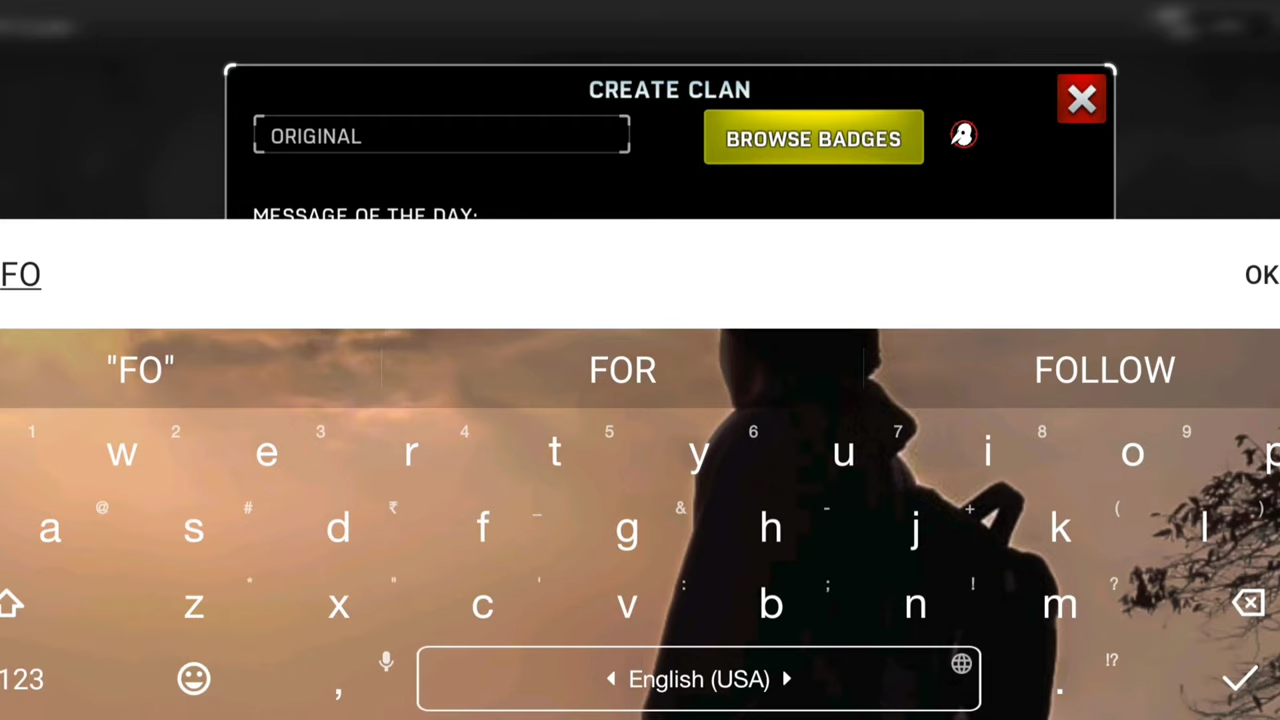 CREATE CLAN
ORIGINAL
BROWSE BADGES
MESSAGE OF THE DAY:
FO
OK
"FO" FOR FOLLOW
1 2 3 4 5 6 7 8 9
w e r t y u i o p
@ # ₹ _ & - + ( )
a s d f g h j k l
* " ' : ; ! ?
z x c v b n m
!?
123 , English (USA) .